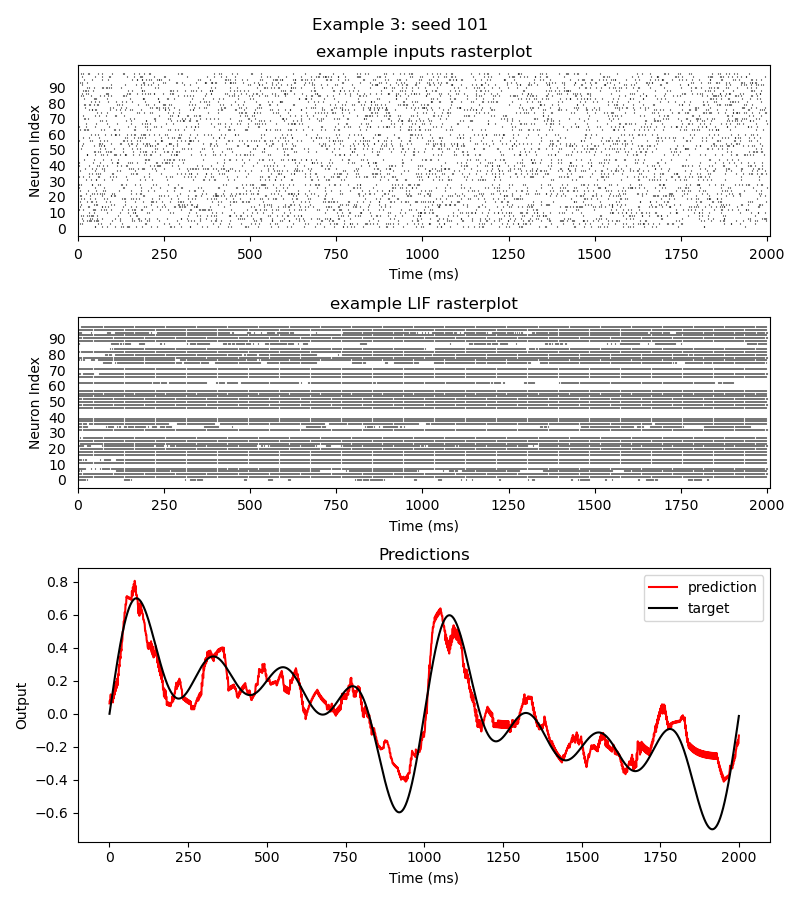 Example 3: seed 101
example inputs rasterplot
Neuron Index
90
80
70
60
50
40
30
20
10
0
0 250 500 750 1000 1250 1500 1750 2000
Time (ms)
example LIF rasterplot
Neuron Index
90
80
70
60
50
40
30
20
10
0
0 250 500 750 1000 1250 1500 1750 2000
Time (ms)
Predictions
Output
0.8
0.6
0.4
0.2
0.0
−0.2
−0.4
−0.6
prediction
target
0 250 500 750 1000 1250 1500 1750 2000
Time (ms)